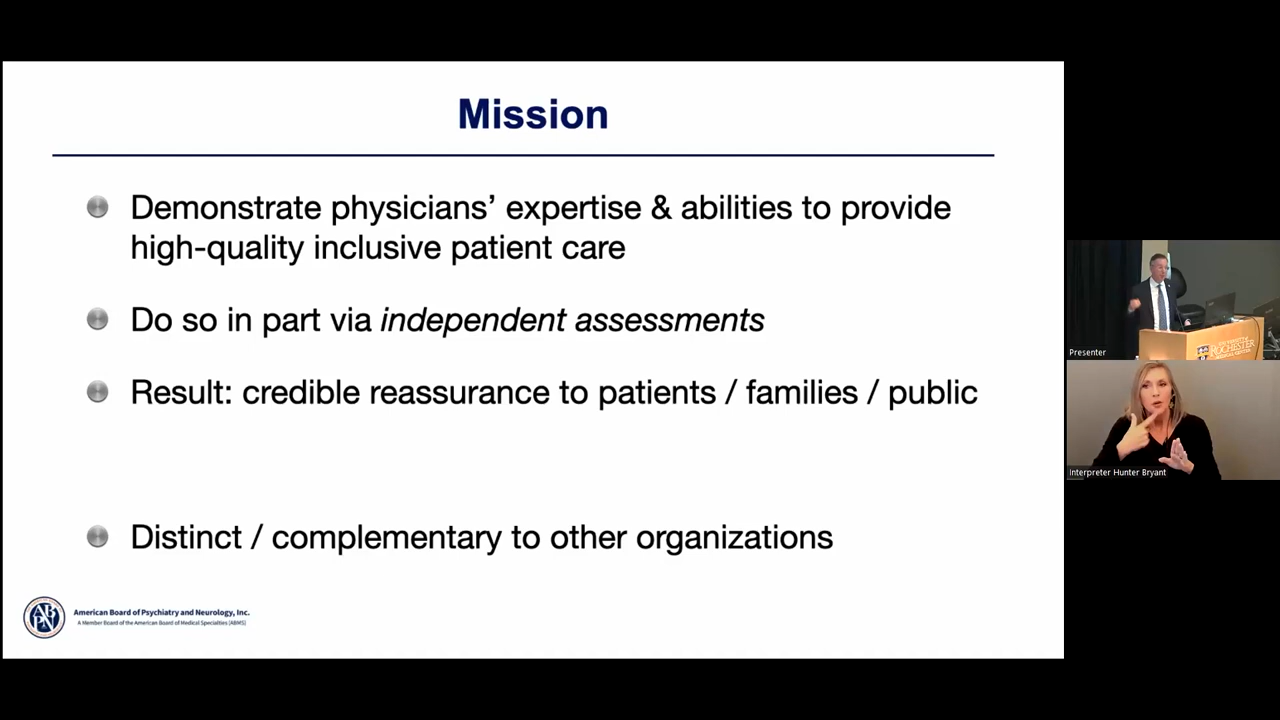 Mission
Demonstrate physicians’ expertise & abilities to provide
high-quality inclusive patient care
Do so in part via independent assessments
Result: credible reassurance to patients / families / public
Distinct / complementary to other organizations
ABPN
American Board of Psychiatry and Neurology, Inc.
A Member Board of the American Board of Medical Specialties (ABMS)
ROCHESTER
Presenter
Interpreter Hunter Bryant